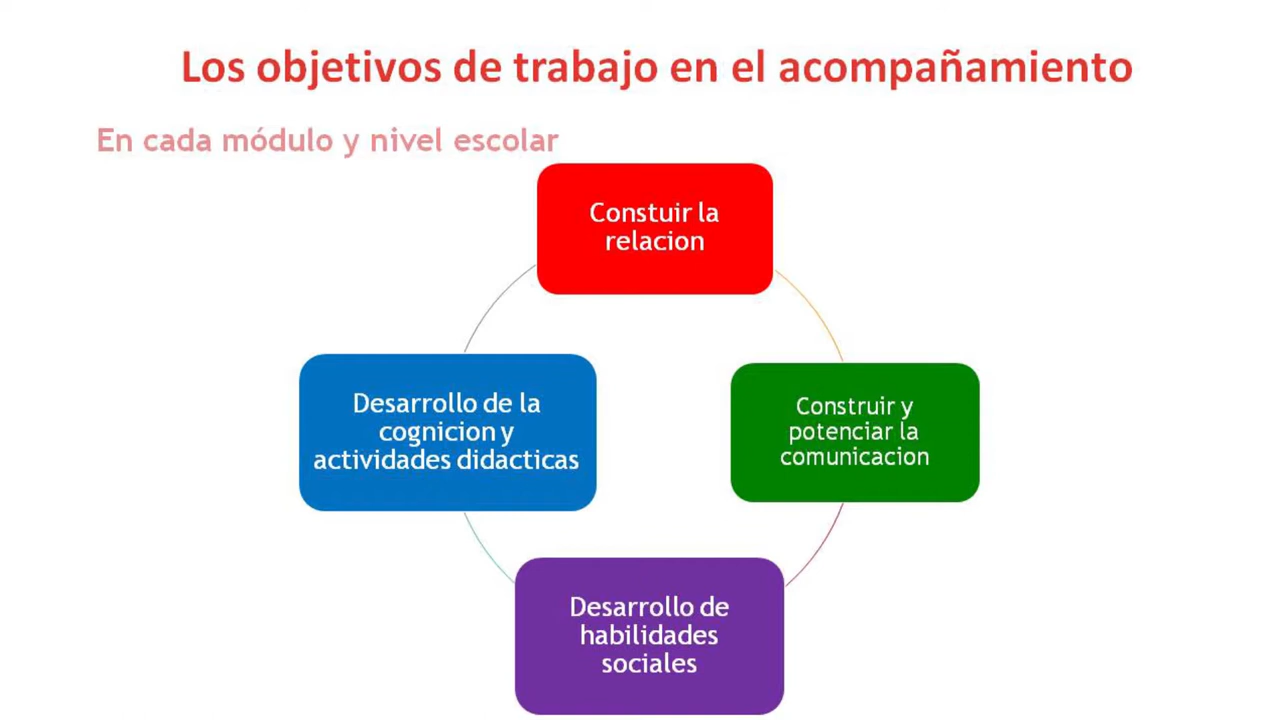 Los objetivos de trabajo en el acompañamiento
En cada módulo y nivel escolar
Constuir la
relacion
Construir y
potenciar la
comunicacion
Desarrollo de
habilidades
sociales
Desarrollo de la
cognicion y
actividades didacticas